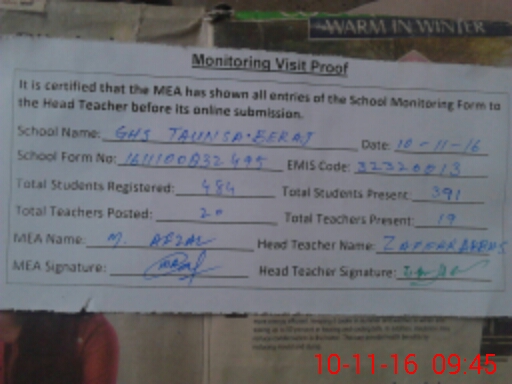 WARM IN WINTER
Monitoring Visit Proof
It is certified that the MEA has shown all entries of the School Monitoring Form to
the Head Teacher before its online submission.
School Name: GHS TAUNSA-BERAJ Date: 10-11-16
School Form No: EMIS Code: 32320013
Total Students Registered: 484 Total Students Present: 391
Total Teachers Posted: 20 Total Teachers Present: 19
MEA Name: M. AFZAL Head Teacher Name: ZAFFAR ABBAS
MEA Signature: Head Teacher Signature:
10-11-16 09:45